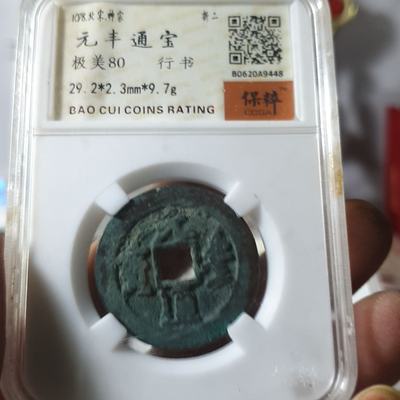 1078.北宋.神宗 折二
元丰通宝
极美80 行书
B0620A9448
29.2*2.3mm*9.7g
保粹
BAO CUI COINS RATING